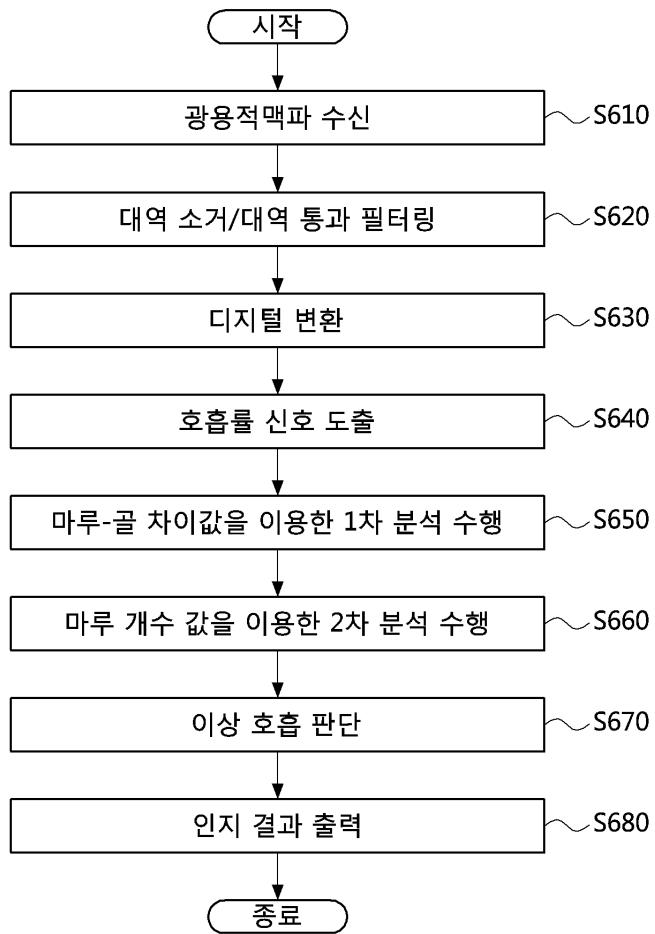 시작
광용적맥파 수신 S610
대역 소거/대역 통과 필터링 S620
디지털 변환 S630
호흡률 신호 도출 S640
마루-골 차이값을 이용한 1차 분석 수행 S650
마루 개수 값을 이용한 2차 분석 수행 S660
이상 호흡 판단 S670
인지 결과 출력 S680
종료